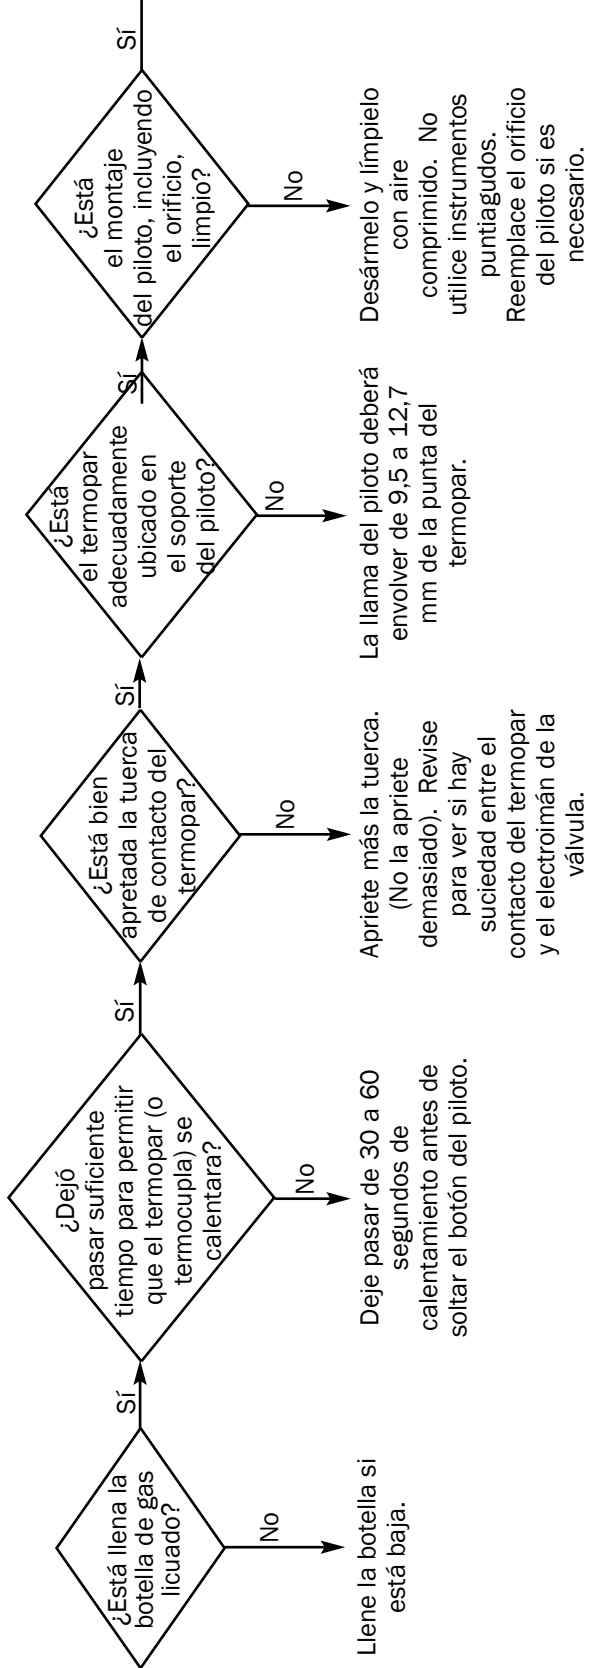 ¿Está llena la
botella de gas
licuado?
Sí
No
Llene la botella si
está baja.
¿Dejó
pasar suficiente
tiempo para permitir
que el termopar (o
termocupla) se
calentara?
Sí
No
Deje pasar de 30 a 60
segundos de
calentamiento antes de
soltar el botón del piloto.
¿Está bien
apretada la tuerca
de contacto del
termopar?
Sí
No
Apriete más la tuerca.
(No la apriete
demasiado). Revise
para ver si hay
suciedad entre el
contacto del termopar
y el electroimán de la
válvula.
¿Está
el termopar
adecuadamente
ubicado en
el soporte
del piloto?
Sí
No
La llama del piloto deberá
envolver de 9,5 a 12,7
mm de la punta del
termopar.
¿Está
el montaje
del piloto, incluyendo
el orificio,
limpio?
Sí
No
Desármelo y límpielo
con aire
comprimido. No
utilice instrumentos
puntiagudos.
Reemplace el orificio
del piloto si es
necesario.